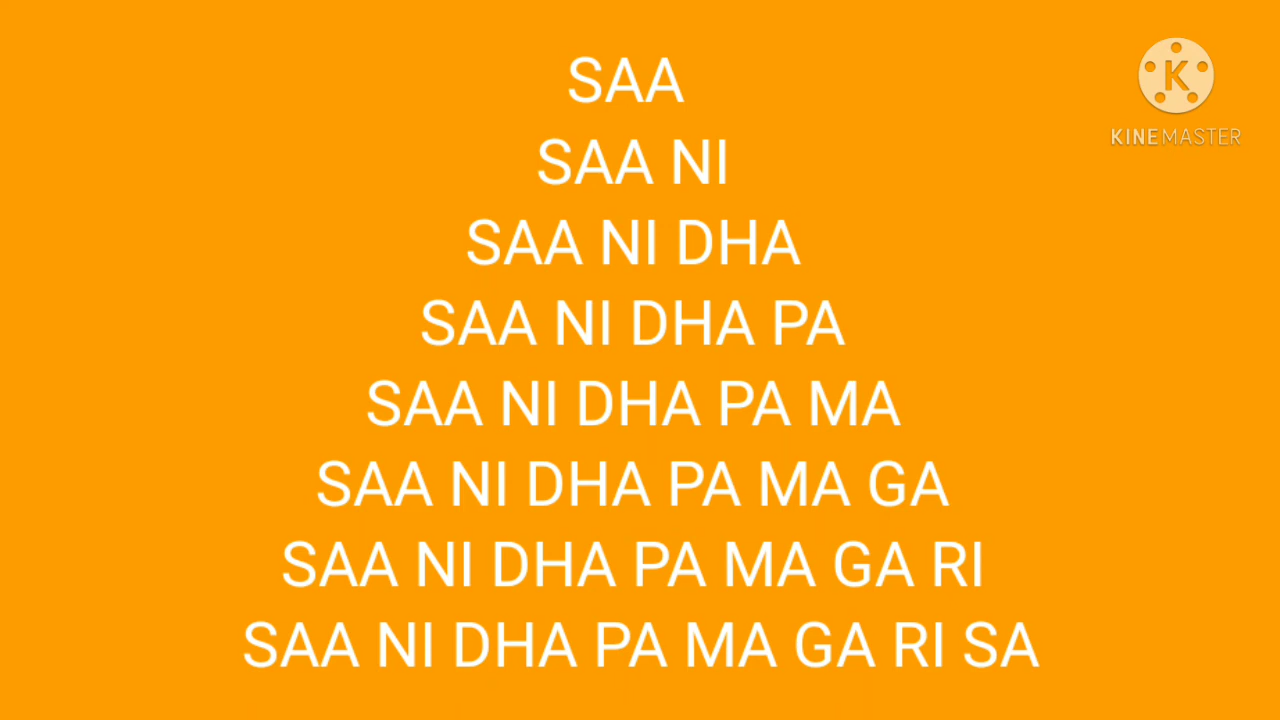 SAA
SAA NI
SAA NI DHA
SAA NI DHA PA
SAA NI DHA PA MA
SAA NI DHA PA MA GA
SAA NI DHA PA MA GA RI
SAA NI DHA PA MA GA RI SA
K
KINEMASTER